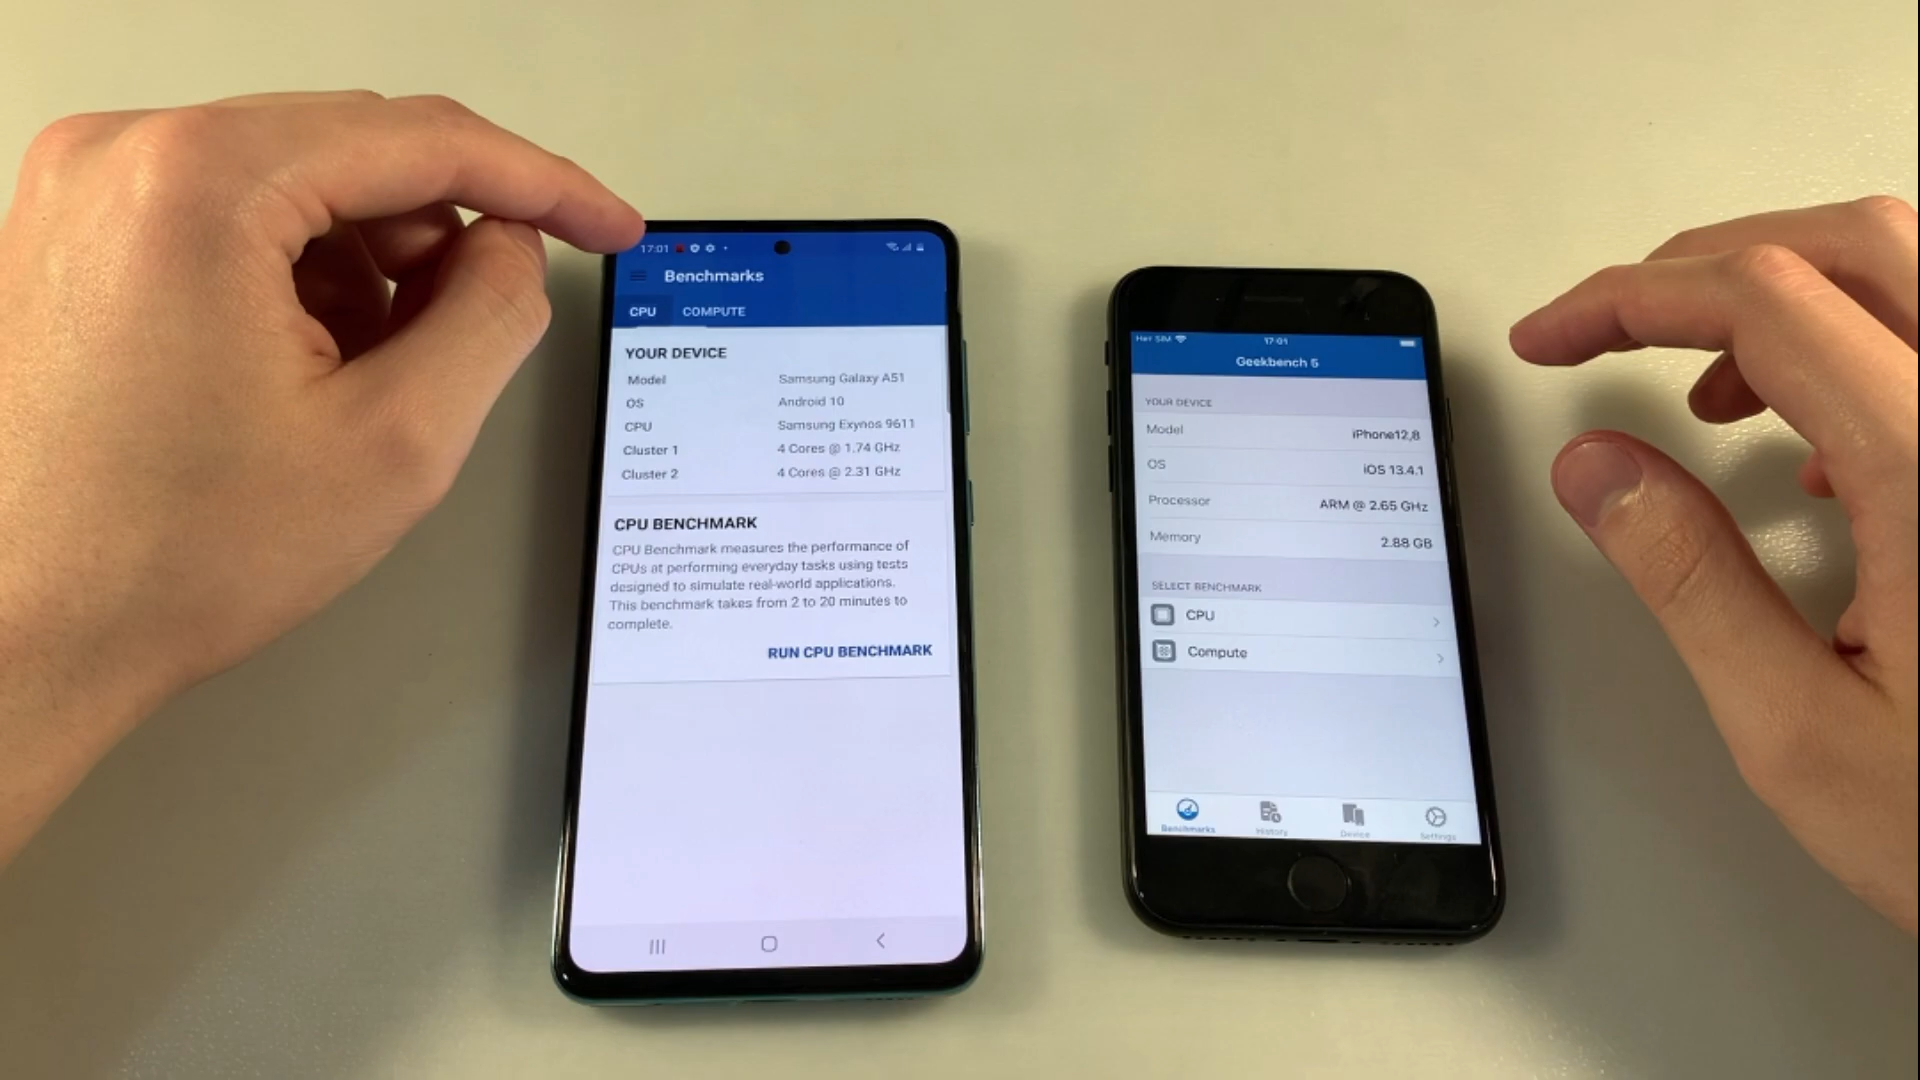 17:01
Benchmarks
CPU COMPUTE
YOUR DEVICE
Model Samsung Galaxy A51
OS Android 10
CPU Samsung Exynos 9611
Cluster 1 4 Cores @ 1.74 GHz
Cluster 2 4 Cores @ 2.31 GHz
CPU BENCHMARK
CPU Benchmark measures the performance of
CPUs at performing everyday tasks using tests
designed to simulate real-world applications.
This benchmark takes from 2 to 20 minutes to
complete.
RUN CPU BENCHMARK
Нет SIM 17:01
Geekbench 5
YOUR DEVICE
Model iPhone12,8
OS iOS 13.4.1
Processor ARM @ 2.65 GHz
Memory 2.88 GB
SELECT BENCHMARK
CPU
Compute
Benchmarks History Device Settings